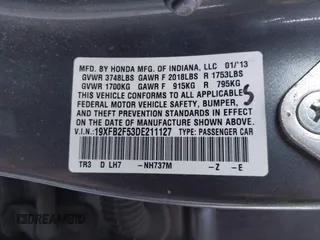 MFD. BY HONDA MFG. OF INDIANA, LLC 01/13
GVWR 3748LBS GAWR F 2018LBS R 1753LBS
GVWR 1700KG GAWR F 915KG R 795KG
THIS VEHICLE CONFORMS TO ALL APPLICABLE
FEDERAL MOTOR VEHICLE SAFETY, BUMPER,
AND THEFT PREVENTION STANDARDS IN EFFECT
ON THE DATE OF MANUFACTURE SHOWN ABOVE.
V.I.N.:19XFB2F53DE211127 TYPE: PASSENGER CAR
TR3 D LH7 -NH737M -Z -E
S
DREAMBID